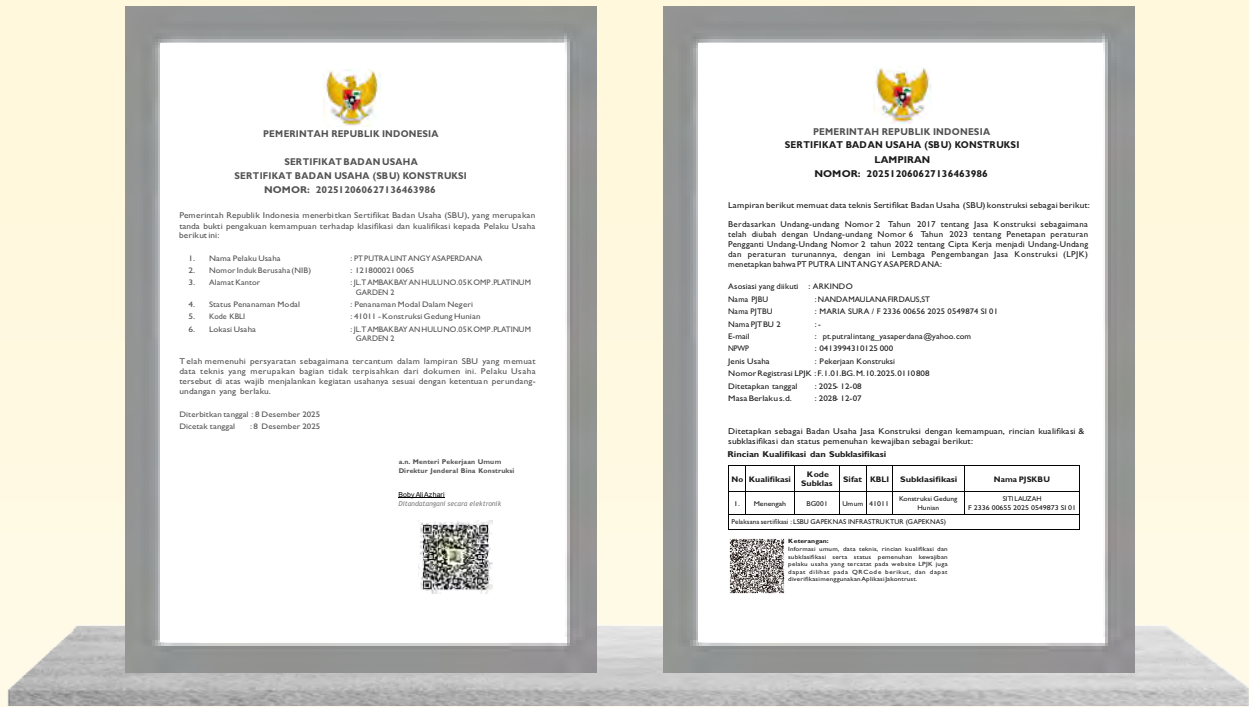 PEMERINTAH REPUBLIK INDONESIA
SERTIFIKAT BADAN USAHA
SERTIFIKAT BADAN USAHA (SBU) KONSTRUKSI
NOMOR: 202512060627136463986
Pemerintah Republik Indonesia menerbitkan Sertifikat Badan Usaha (SBU), yang merupakan
tanda bukti pengakuan kemampuan terhadap klasifikasi dan kualifikasi kepada Pelaku Usaha
berikut ini:
1. Nama Pelaku Usaha : PT PUTRA LINTANGY ASAPERDANA
2. Nomor Induk Berusaha (NIB) : 1218000210065
3. Alamat Kantor : JL.TAMBAKBAYAN HULU NO.05 KOMP.PLATINUM
GARDEN 2
4. Status Penanaman Modal : Penanaman Modal Dalam Negeri
5. Kode KBLI : 41011 - Konstruksi Gedung Hunian
6. Lokasi Usaha : JL.TAMBAKBAYAN HULU NO.05 KOMP.PLATINUM
GARDEN 2
Telah memenuhi persyaratan sebagaimana tercantum dalam lampiran SBU yang memuat
data teknis yang merupakan bagian tidak terpisahkan dari dokumen ini. Pelaku Usaha
tersebut di atas wajib menjalankan kegiatan usahanya sesuai dengan ketentuan perundang-
undangan yang berlaku.
Diterbitkan tanggal : 8 Desember 2025
Dicetak tanggal : 8 Desember 2025
a.n. Menteri Pekerjaan Umum
Direktur Jenderal Bina Konstruksi
Boby Ali Azhari
Ditandatangani secara elektronik
PEMERINTAH REPUBLIK INDONESIA
SERTIFIKAT BADAN USAHA (SBU) KONSTRUKSI
LAMPIRAN
NOMOR: 202512060627136463986
Lampiran berikut memuat data teknis Sertifikat Badan Usaha (SBU) konstruksi sebagai berikut:
Berdasarkan Undang-undang Nomor 2 Tahun 2017 tentang Jasa Konstruksi sebagaimana
telah diubah dengan Undang-undang Nomor 6 Tahun 2023 tentang Penetapan peraturan
Pengganti Undang-Undang Nomor 2 tahun 2022 tentang Cipta Kerja menjadi Undang-Undang
dan peraturan turunannya, dengan ini Lembaga Pengembangan Jasa Konstruksi (LPJK)
menetapkan bahwa PT PUTRA LINTANGY ASAPERDANA:
Asosiasi yang diikuti : ARKINDO
Nama PJBU : NANDA MAULANA FIRDAUS,ST
Nama PJTBU : MARIA SURA / F 2336 00656 2025 0549874 SI 01
Nama PJTBU 2 : -
E-mail : pt.putralintang_yasaperdana@yahoo.com
NPWP : 0413994310125 000
Jenis Usaha : Pekerjaan Konstruksi
Nomor Registrasi LPJK : F.1.01.BG.M.10.2025.0110808
Ditetapkan tanggal : 2025-12-08
Masa Berlaku s.d. : 2028-12-07
Ditetapkan sebagai Badan Usaha Jasa Konstruksi dengan kemampuan, rincian kualifikasi &
subklasifikasi dan status pemenuhan kewajiban sebagai berikut:
Rincian Kualifikasi dan Subklasifikasi
No Kualifikasi Kode Subklas Sifat KBLI Subklasifikasi Nama PJSKBU
1. Menengah BG001 Umum 41011 Konstruksi Gedung Hunian SITI LAUZAH F 2336 00655 2025 0549873 SI 01
Pelaksana sertifikasi : LSBU GAPEKNAS INFRASTRUKTUR (GAPEKNAS)
Keterangan:
Informasi umum, data teknis, rincian kualifikasi dan
subklasifikasi serta status pemenuhan kewajiban
pelaku usaha yang tercatat pada website LPJK juga
dapat dilihat pada QRCode berikut, dan dapat
diverifikasi menggunakan Aplikasi Jakontrust.